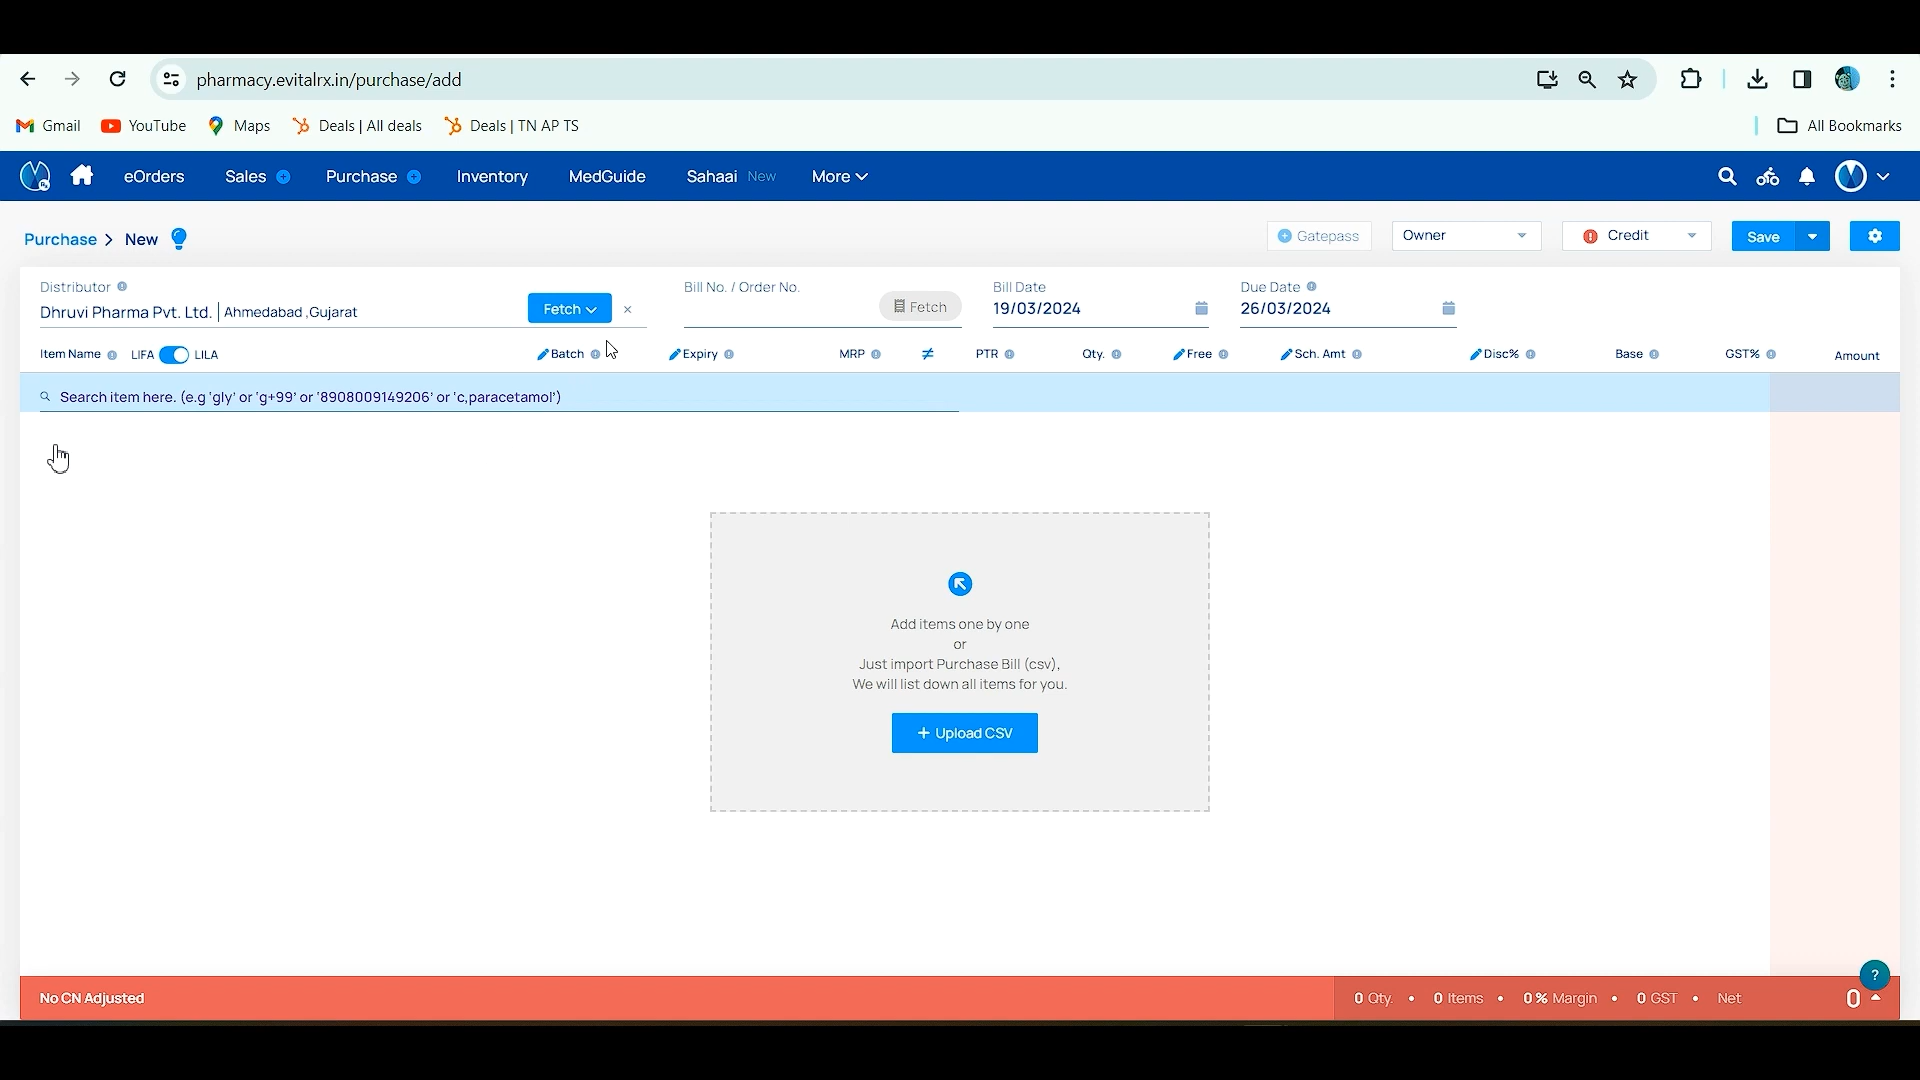 pharmacy.evitalrx.in/purchase/add
Gmail YouTube Maps Deals | All deals Deals | TN AP TS All Bookmarks
eOrders Sales Purchase Inventory MedGuide Sahaai New More
Purchase > New Gatepass Owner Credit Save
Distributor Bill No. / Order No. Bill Date Due Date
Dhruvi Pharma Pvt. Ltd. | Ahmedabad ,Gujarat Fetch × Fetch 19/03/2024 26/03/2024
Item Name LIFA LILA Batch Expiry MRP ≠ PTR Qty. Free Sch. Amt Disc% Base GST% Amount
Search item here. (e.g 'gly' or 'g+99' or '8908009149206' or 'c,paracetamol')
Add items one by one
or
Just import Purchase Bill (csv),
We will list down all items for you.
+ Upload CSV
?
No CN Adjusted 0 Qty. • 0 Items • 0% Margin • 0 GST • Net 0